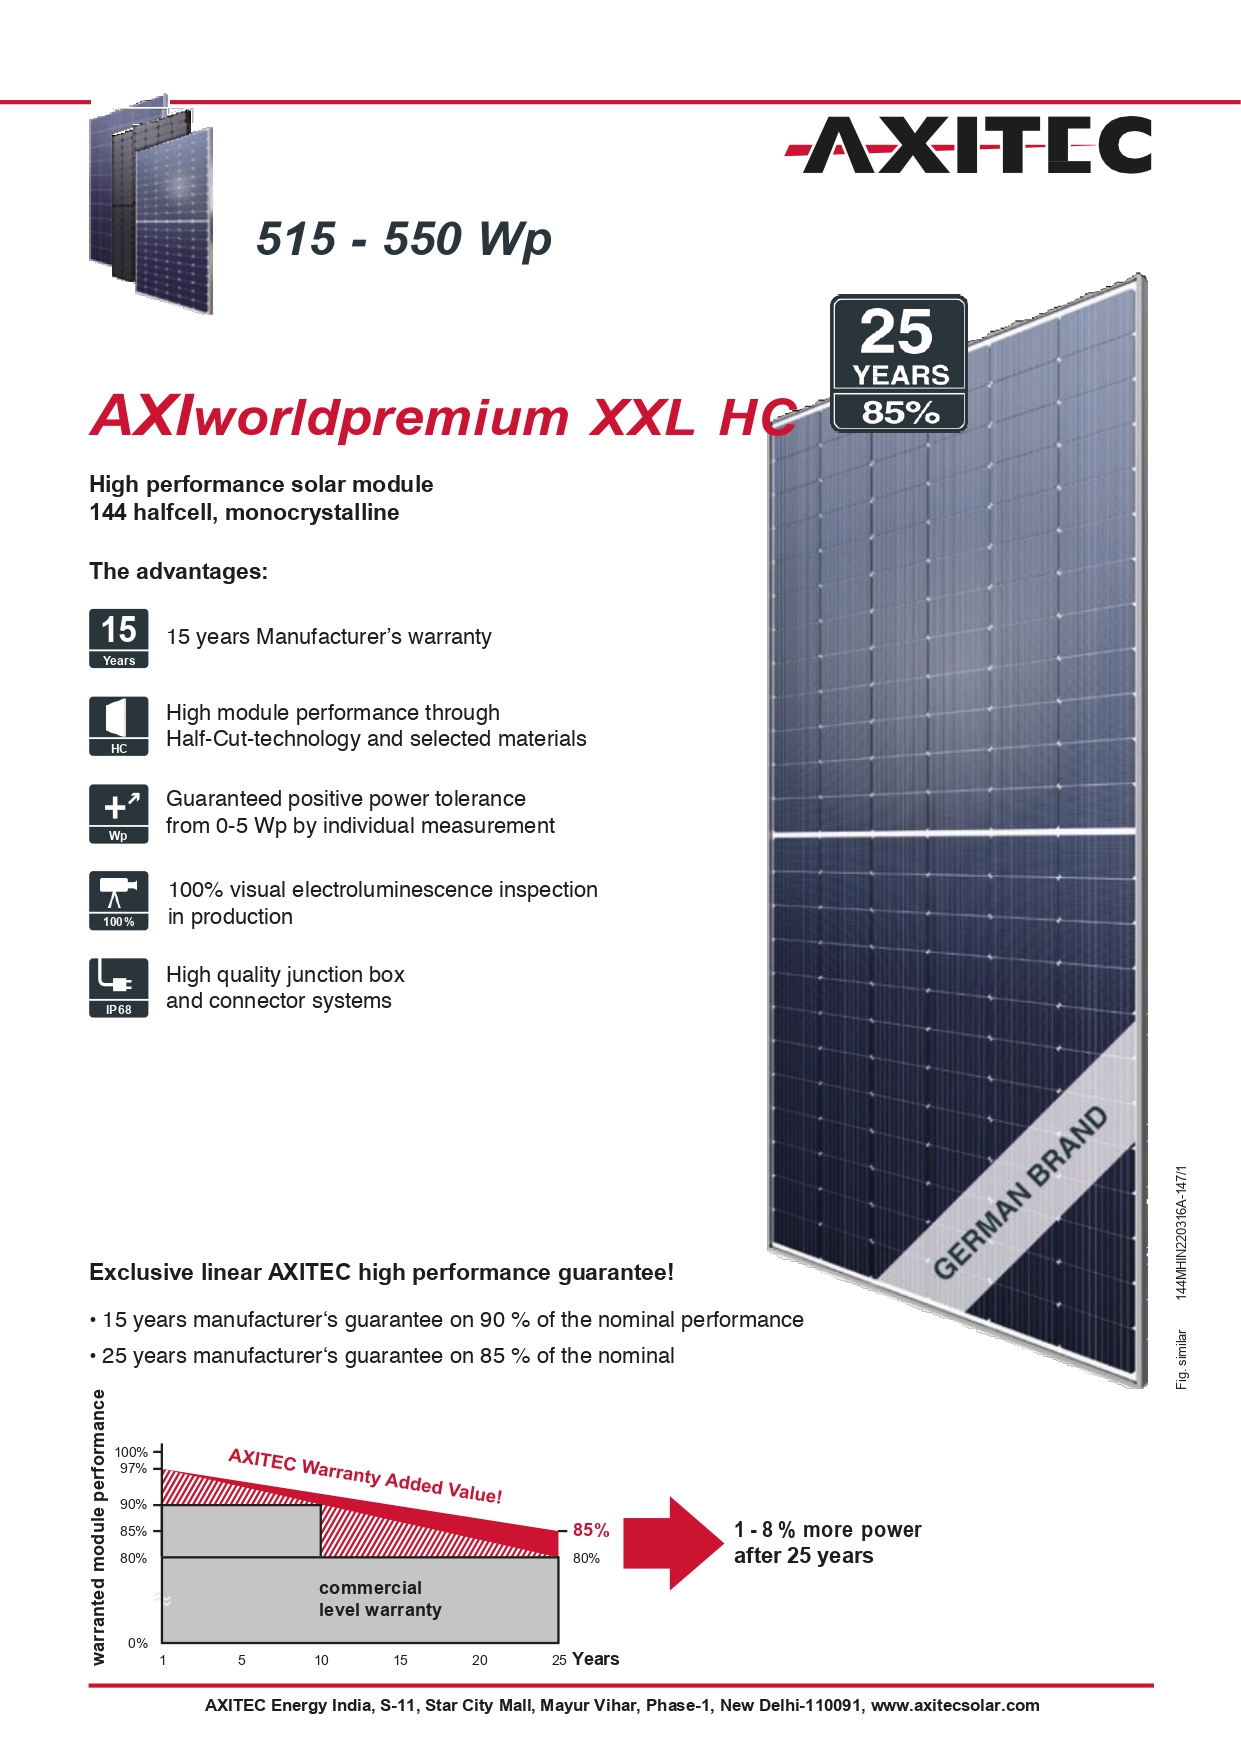 AXITEC
515 - 550 Wp
25
YEARS
85%
AXIworldpremium XXL HC
High performance solar module
144 halfcell, monocrystalline
The advantages:
15
Years
15 years Manufacturer’s warranty
HC
High module performance through
Half-Cut-technology and selected materials
Wp
Guaranteed positive power tolerance
from 0-5 Wp by individual measurement
100%
100% visual electroluminescence inspection
in production
IP68
High quality junction box
and connector systems
GERMAN BRAND
Fig. similar 144MHIN220316A-147/1
Exclusive linear AXITEC high performance guarantee!
• 15 years manufacturer‘s guarantee on 90 % of the nominal performance
• 25 years manufacturer‘s guarantee on 85 % of the nominal
warranted module performance
100%
97%
90%
85%
80%
0%
AXITEC Warranty Added Value!
85%
80%
commercial
level warranty
1 5 10 15 20 25 Years
1 - 8 % more power
after 25 years
AXITEC Energy India, S-11, Star City Mall, Mayur Vihar, Phase-1, New Delhi-110091, www.axitecsolar.com